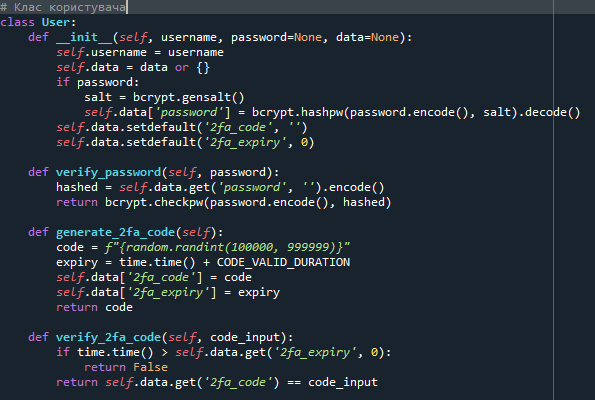 # Клас користувача
class User:
    def __init__(self, username, password=None, data=None):
        self.username = username
        self.data = data or {}
        if password:
            salt = bcrypt.gensalt()
            self.data['password'] = bcrypt.hashpw(password.encode(), salt).decode()
        self.data.setdefault('2fa_code', '')
        self.data.setdefault('2fa_expiry', 0)

    def verify_password(self, password):
        hashed = self.data.get('password', '').encode()
        return bcrypt.checkpw(password.encode(), hashed)

    def generate_2fa_code(self):
        code = f"{random.randint(100000, 999999)}"
        expiry = time.time() + CODE_VALID_DURATION
        self.data['2fa_code'] = code
        self.data['2fa_expiry'] = expiry
        return code

    def verify_2fa_code(self, code_input):
        if time.time() > self.data.get('2fa_expiry', 0):
            return False
        return self.data.get('2fa_code') == code_input